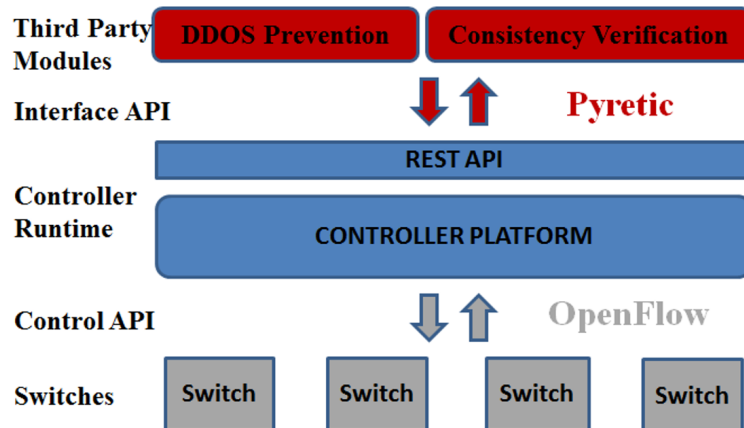 Third Party
Modules
DDOS Prevention
Consistency Verification
Interface API
Pyretic
REST API
Controller
Runtime
CONTROLLER PLATFORM
Control API
OpenFlow
Switches
Switch
Switch
Switch
Switch